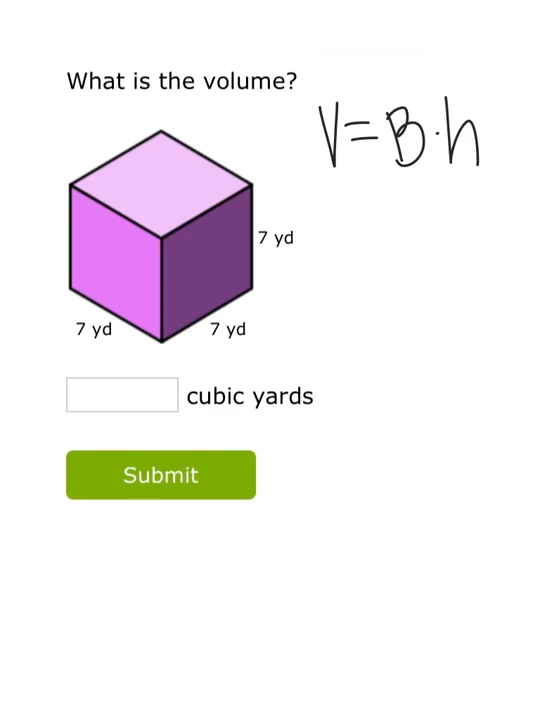 What is the volume?
V=B·h
7 yd
7 yd
7 yd
cubic yards
Submit